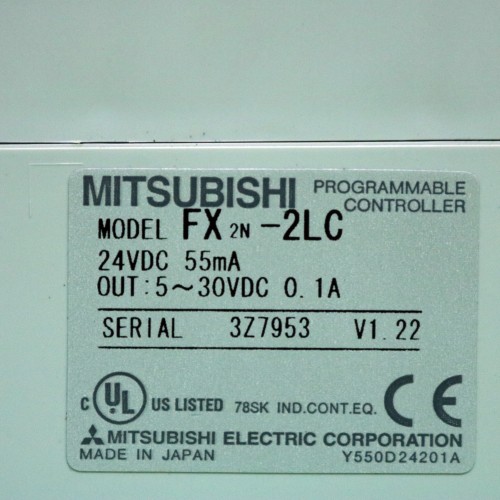 MITSUBISHI PROGRAMMABLE CONTROLLER
MODEL FX2N-2LC
24VDC 55mA
OUT:5～30VDC 0.1A
SERIAL 3Z7953 V1.22
C UL US LISTED 78SK IND.CONT.EQ. CE
MITSUBISHI ELECTRIC CORPORATION
MADE IN JAPAN Y550D24201A